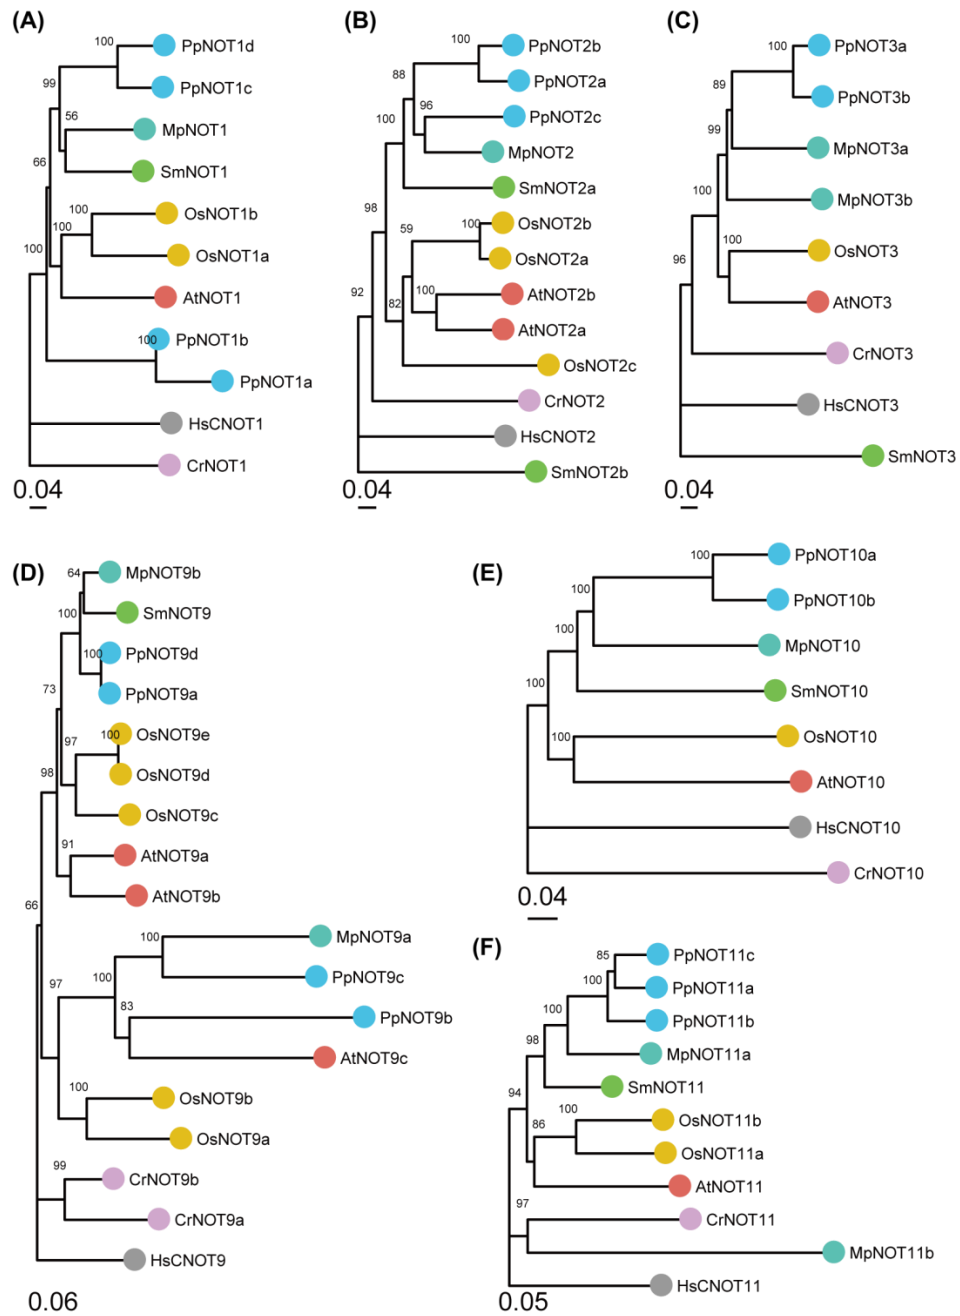 (A)
100
PpNOT1d
PpNOT1c
99
56
MpNOT1
SmNOT1
66
100
OsNOT1b
100
OsNOT1a
100
AtNOT1
100
PpNOT1b
PpNOT1a
HsCNOT1
CrNOT1
0.04
(B)
100
PpNOT2b
88
PpNOT2a
96
PpNOT2c
100
MpNOT2
SmNOT2a
98
59
100
OsNOT2b
OsNOT2a
92
82
100
AtNOT2b
AtNOT2a
OsNOT2c
CrNOT2
HsCNOT2
SmNOT2b
0.04
(C)
100
PpNOT3a
89
PpNOT3b
99
MpNOT3a
100
MpNOT3b
100
OsNOT3
96
AtNOT3
CrNOT3
HsCNOT3
SmNOT3
0.04
(D)
64
MpNOT9b
100
SmNOT9
100
PpNOT9d
73
PpNOT9a
100
OsNOT9e
97
98
OsNOT9d
OsNOT9c
91
AtNOT9a
AtNOT9b
66
100
MpNOT9a
97
100
PpNOT9c
83
PpNOT9b
AtNOT9c
100
OsNOT9b
OsNOT9a
99
CrNOT9b
CrNOT9a
HsCNOT9
0.06
(E)
100
PpNOT10a
100
PpNOT10b
100
MpNOT10
100
SmNOT10
100
OsNOT10
AtNOT10
HsCNOT10
CrNOT10
0.04
(F)
85
PpNOT11c
100
PpNOT11a
100
PpNOT11b
98
MpNOT11a
94
SmNOT11
100
OsNOT11b
86
OsNOT11a
AtNOT11
97
CrNOT11
MpNOT11b
HsCNOT11
0.05